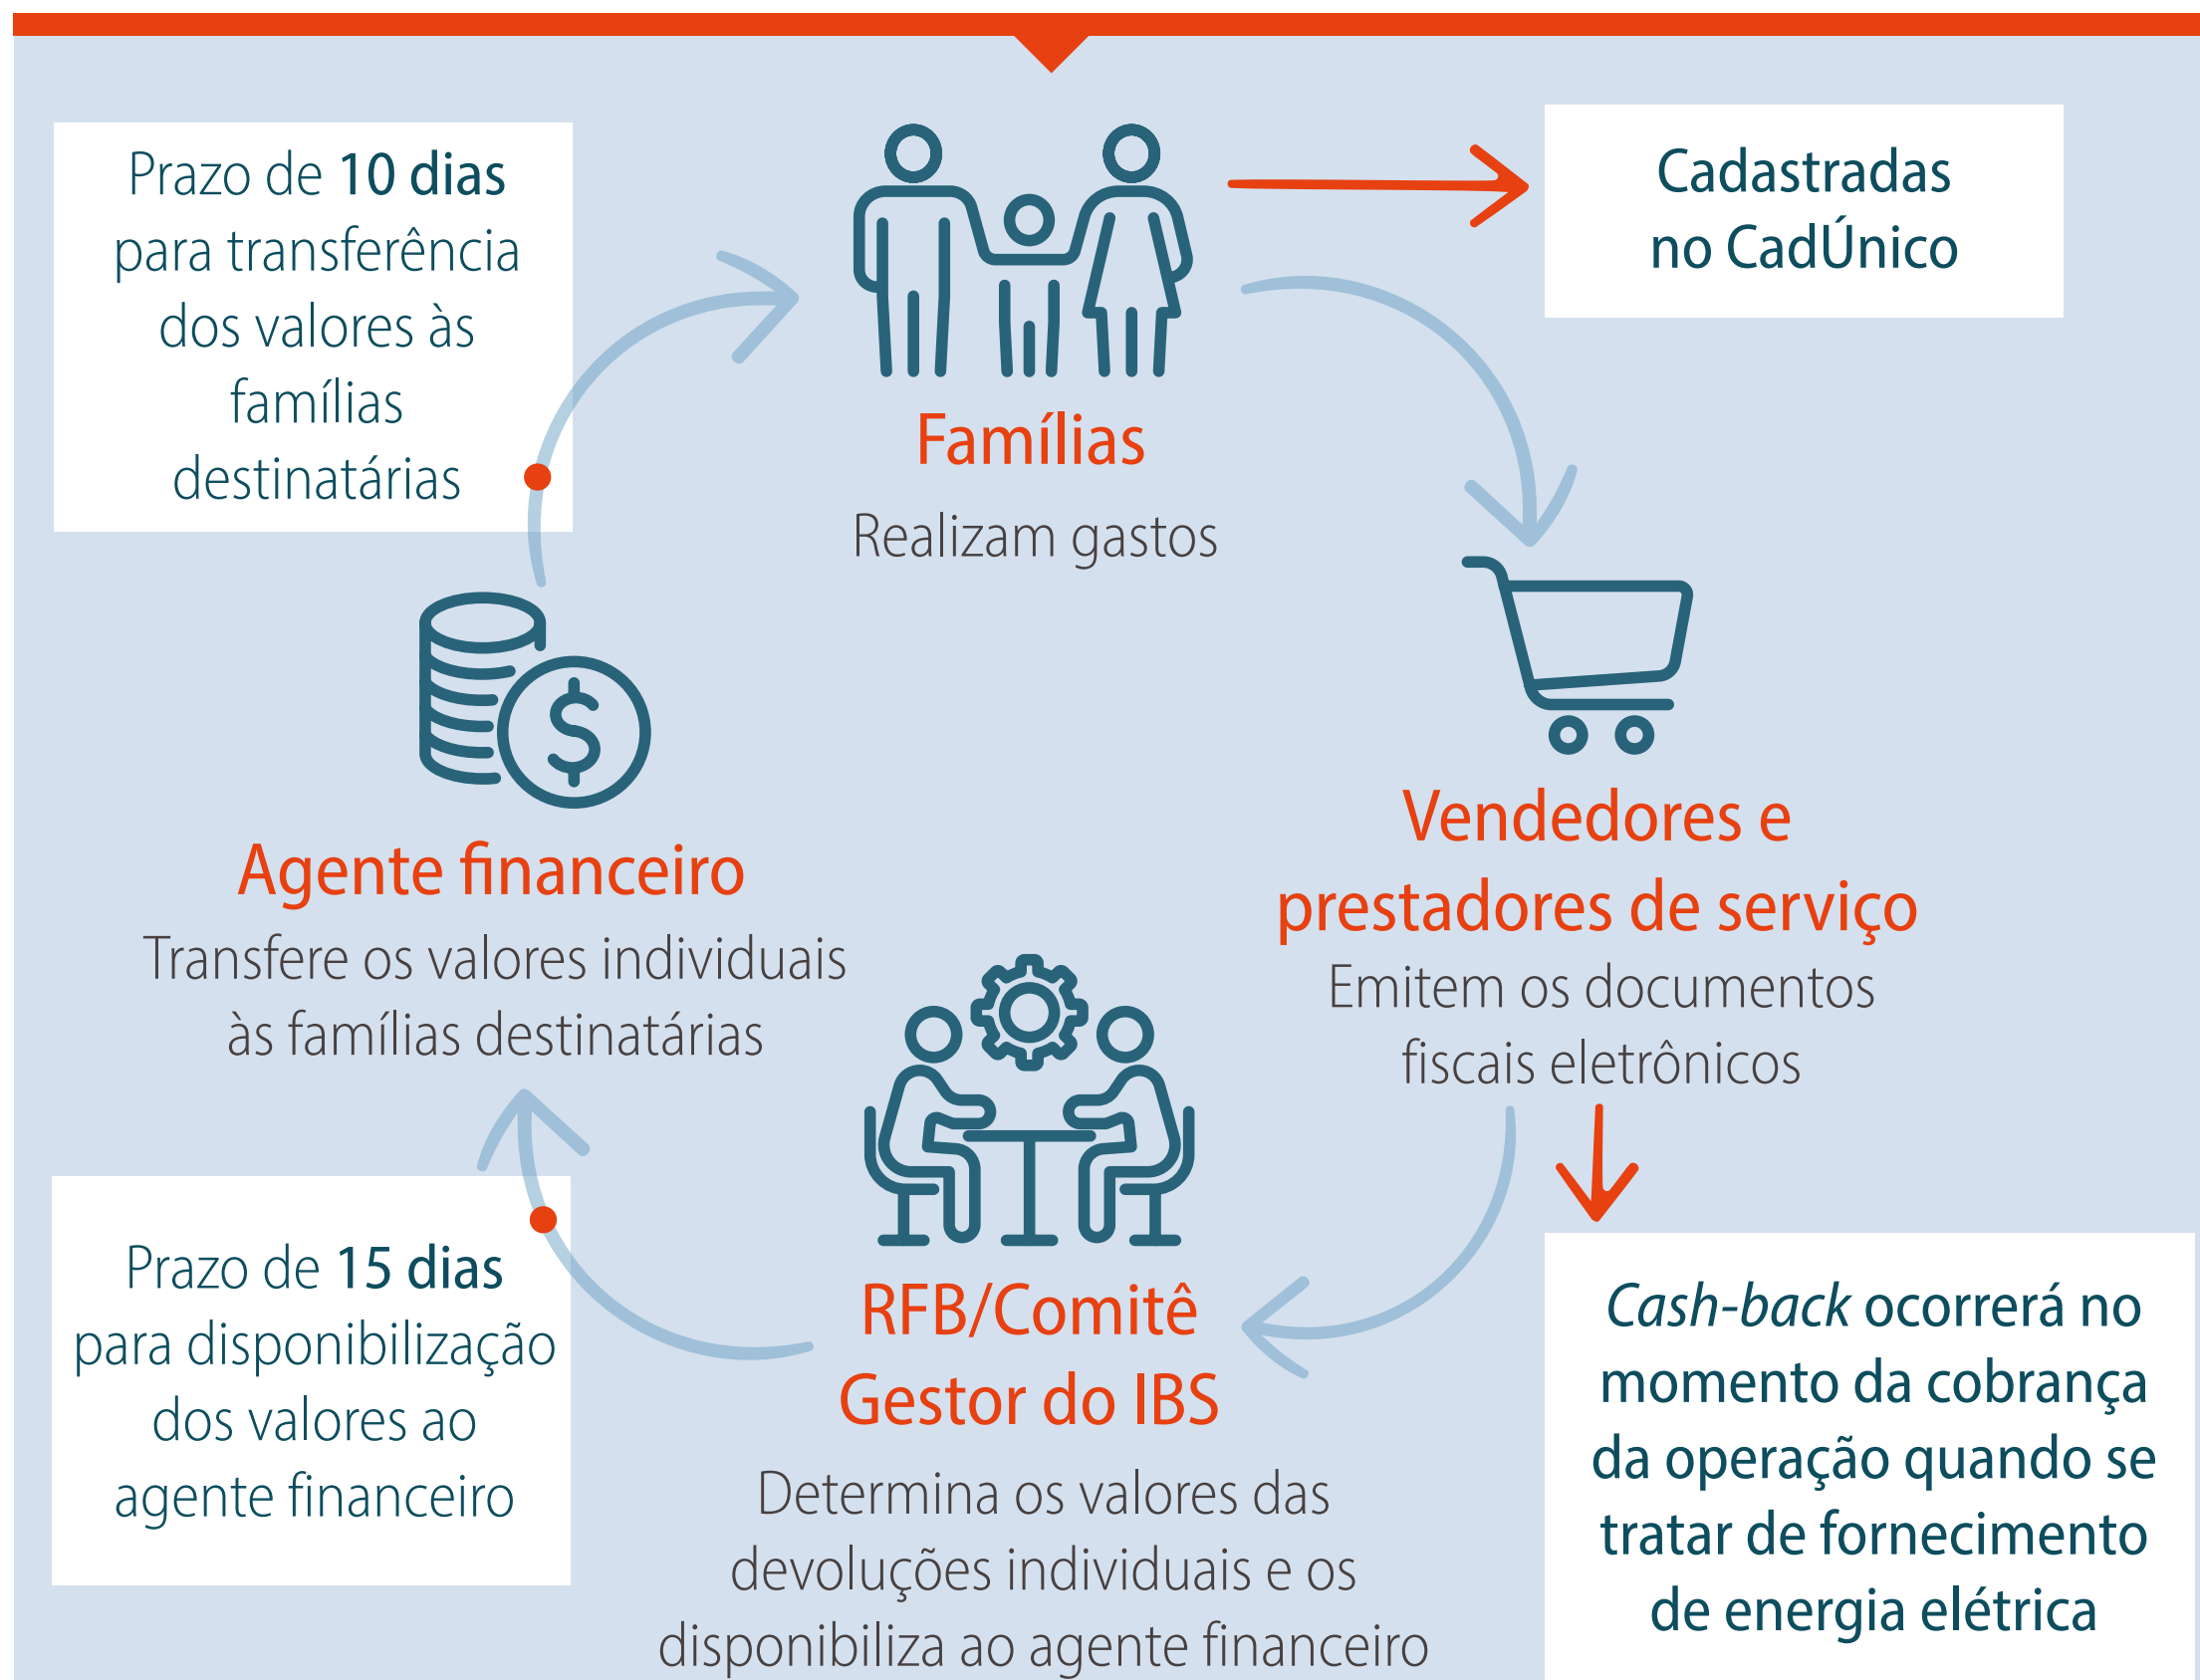 Prazo de 10 dias
para transferência
dos valores às
famílias
destinatárias
Cadastradas
no CadÚnico
Famílias
Realizam gastos
Vendedores e
prestadores de serviço
Emitem os documentos
fiscais eletrônicos
Cash-back ocorrerá no
momento da cobrança
da operação quando se
tratar de fornecimento
de energia elétrica
RFB/Comitê
Gestor do IBS
Determina os valores das
devoluções individuais e os
disponibiliza ao agente financeiro
Prazo de 15 dias
para disponibilização
dos valores ao
agente financeiro
Agente financeiro
Transfere os valores individuais
às famílias destinatárias
$